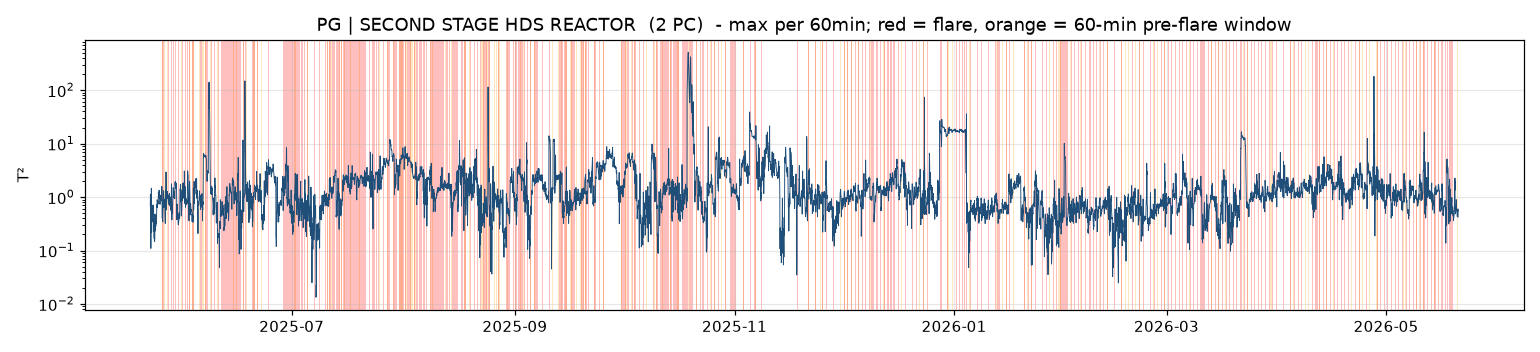 PG | SECOND STAGE HDS REACTOR  (2 PC)  - max per 60min; red = flare, orange = 60-min pre-flare window
T²
10²
10¹
10⁰
10⁻¹
10⁻²
2025-07 2025-09 2025-11 2026-01 2026-03 2026-05